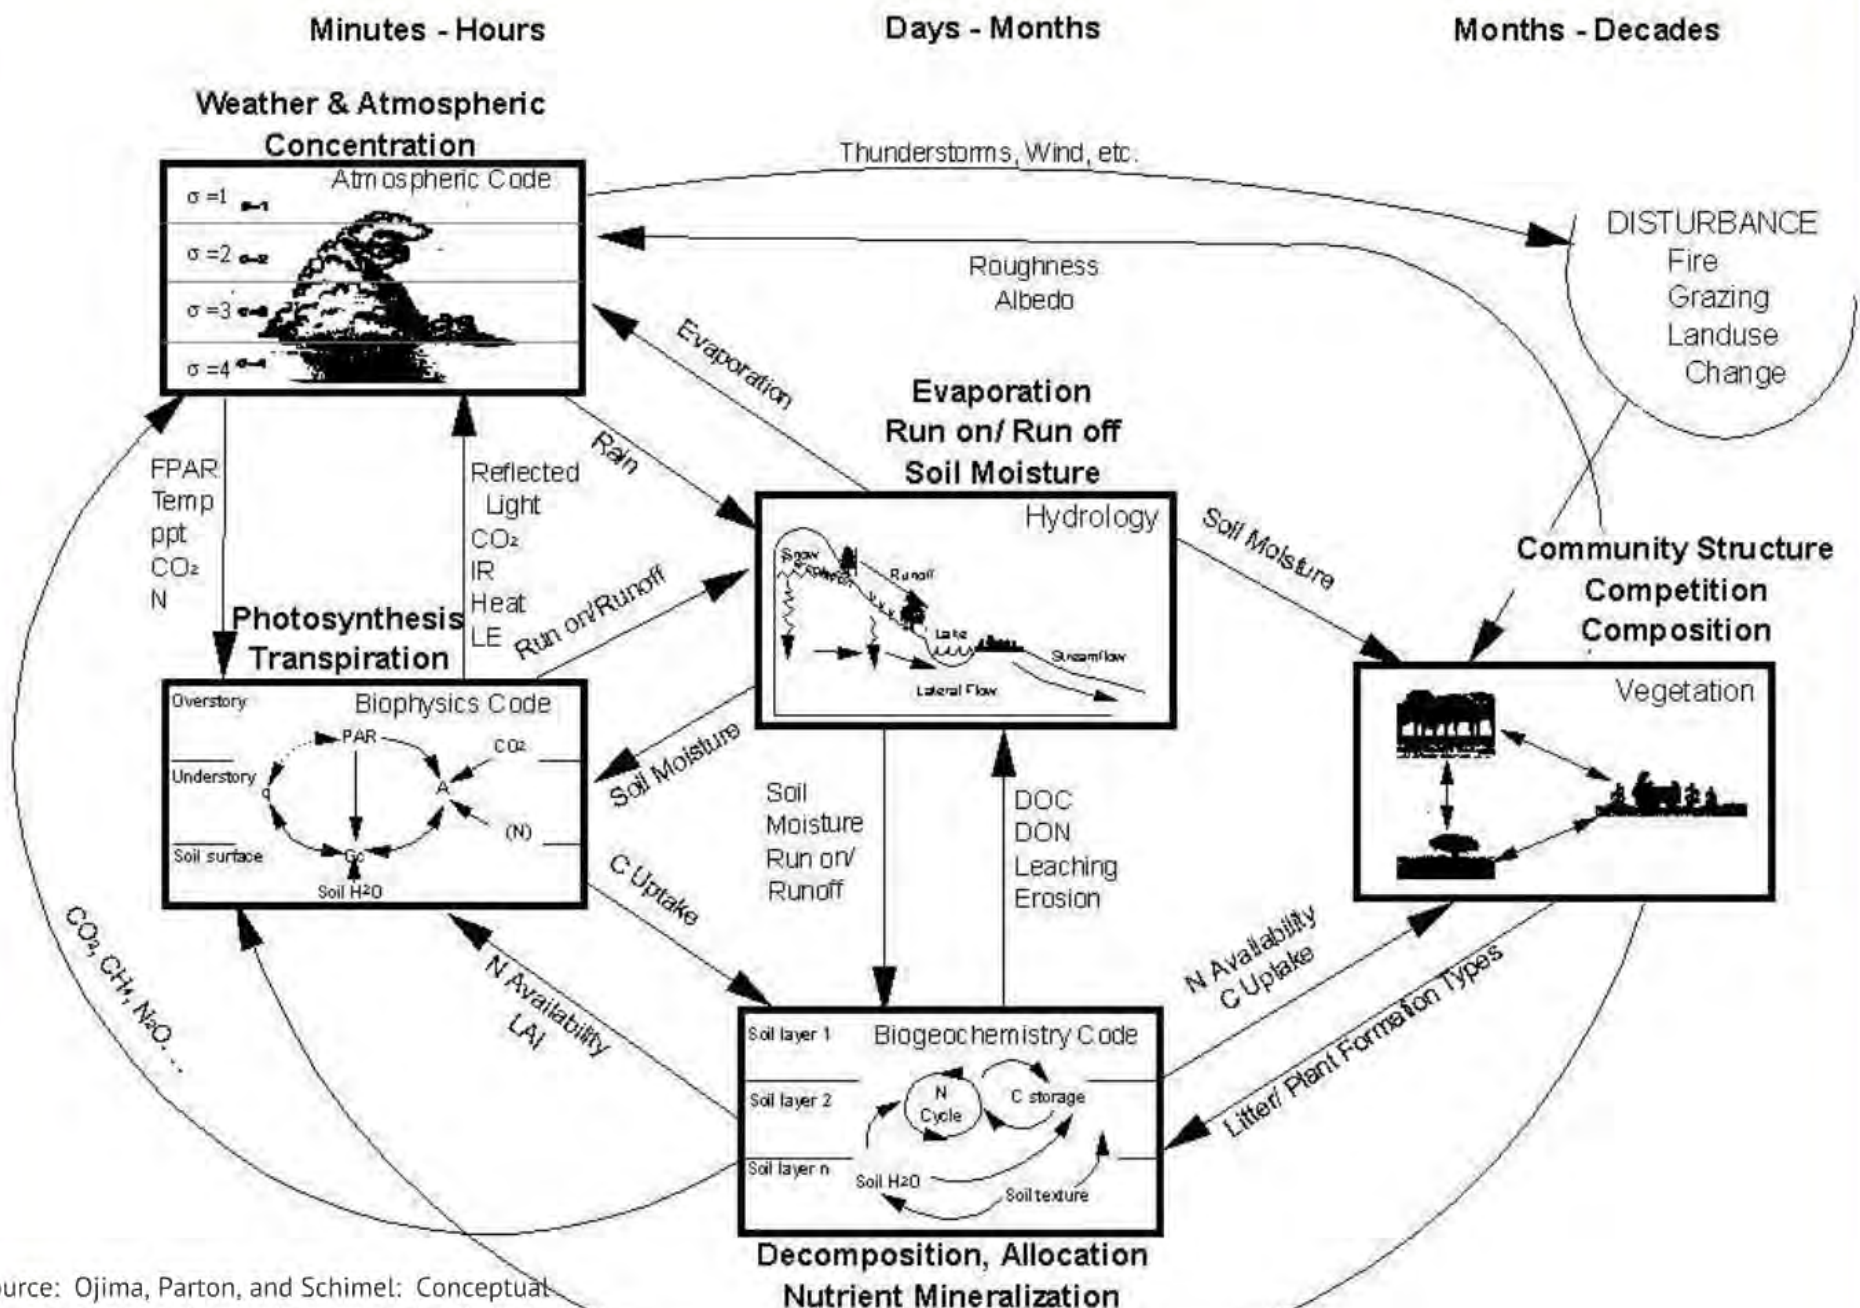 Minutes - Hours
Days - Months
Months - Decades
Weather & Atmospheric
Concentration
Atmospheric Code
σ =1
σ=1
σ =2
σ=2
σ =3
σ=3
σ =4
σ=4
Thunderstorms, Wind, etc.
Roughness
Albedo
DISTURBANCE
Fire
Grazing
Landuse
Change
Evaporation
Rain
Evaporation
Run on/ Run off
Soil Moisture
Hydrology
Snow
Runoff
Lake
Streamflow
Lateral Flow
FPAR
Temp
ppt
CO₂
N
Reflected
Light
CO₂
IR
Heat
LE
Run on/Runoff
Soil Moisture
Soil Moisture
Community Structure
Competition
Composition
Vegetation
Photosynthesis
Transpiration
Biophysics Code
Overstory
Understory
Soil surface
PAR
CO₂
A
(N)
Gc
Soil H2O
Soil
Moisture
Run on/
Runoff
DOC
DON
Leaching
Erosion
C Uptake
N Availability
LAI
N Availability
C Uptake
Litter/ Plant Formation Types
CO₂, CH₄, N₂O. . .
Biogeochemistry Code
Soil layer 1
Soil layer 2
Soil layer n
N
Cycle
C storage
Soil H2O
Soil texture
Decomposition, Allocation
Nutrient Mineralization
ource: Ojima, Parton, and Schimel: Conceptual